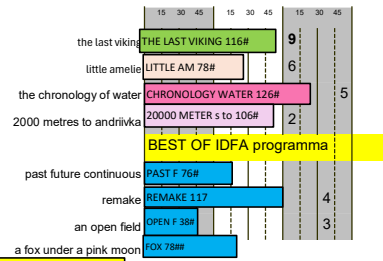 15 30 45 15 30 45 15 30 45
the last viking THE LAST VIKING 116# 9
little amelie LITTLE AM 78# 6
the chronology of water CHRONOLOGY WATER 126# 5
2000 metres to andriivka 20000 METER s to 106# 2
BEST OF IDFA programma
past future continuous PAST F 76#
remake REMAKE 117 4
an open field OPEN F 38# 3
a fox under a pink moon FOX 78##